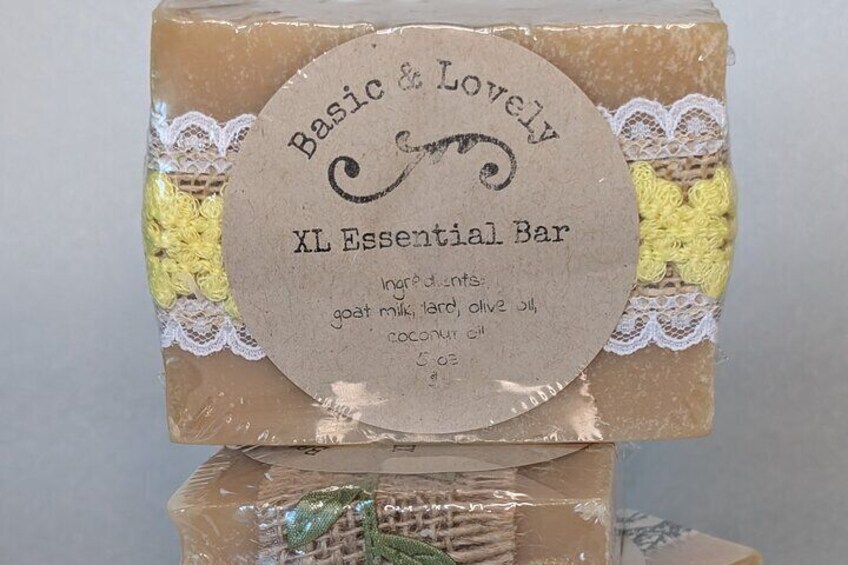 Basic & Lovely
XL Essential Bar
Ingredients:
goat milk, lard, olive oil,
coconut oil
5 oz